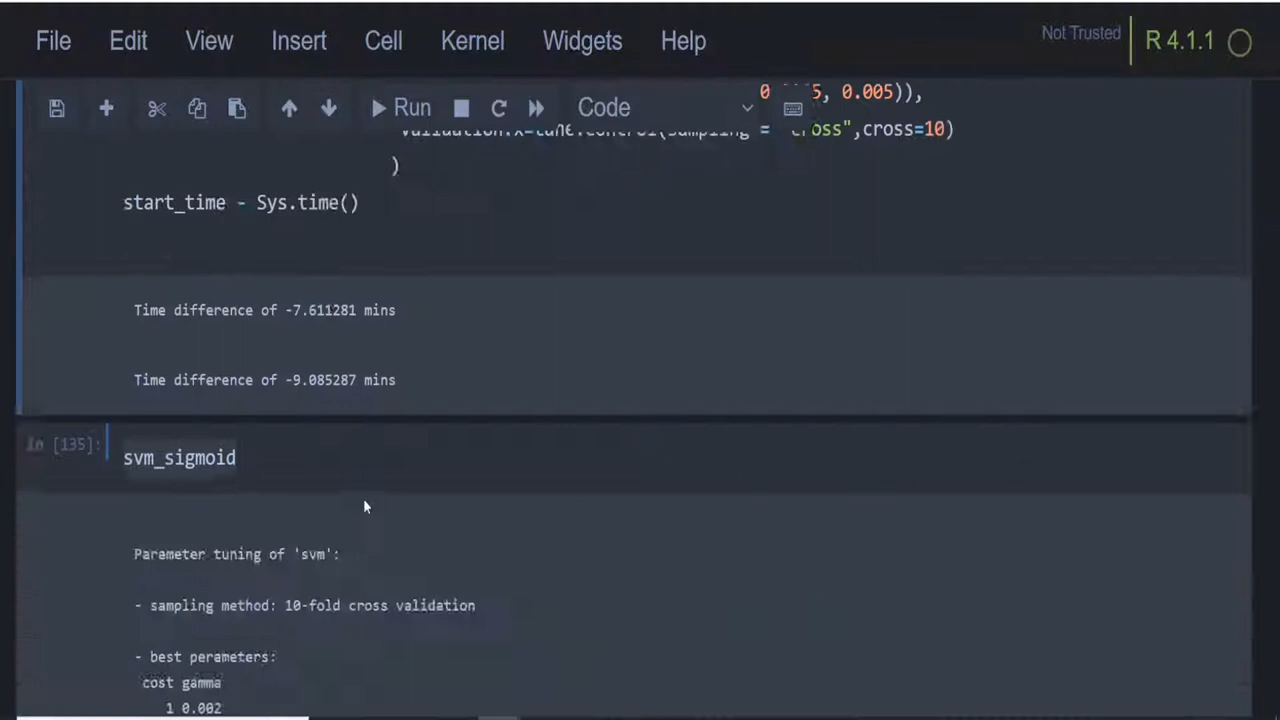 File Edit View Insert Cell Kernel Widgets Help Not Trusted R 4.1.1
5, 0.005)),
Run Code
= "cross",cross=10)
)
start_time - Sys.time()
Time difference of -7.611281 mins
Time difference of -9.085287 mins
In [135]:
svm_sigmoid
Parameter tuning of 'svm':
- sampling method: 10-fold cross validation
- best parameters:
cost gamma
1 0.002